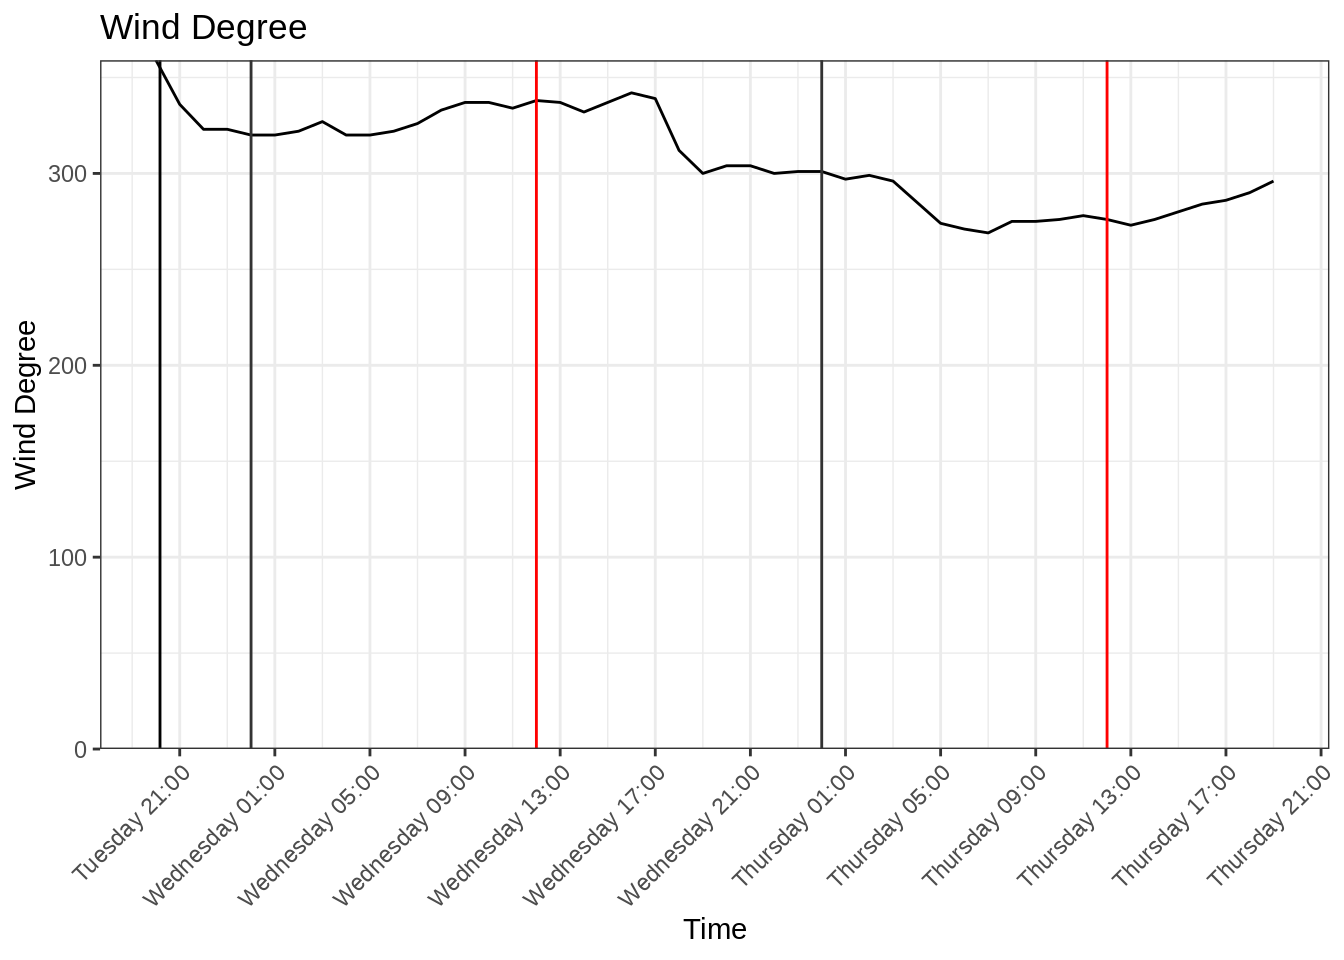 Wind Degree
Wind Degree
300
200
100
0
Tuesday 21:00
Wednesday 01:00
Wednesday 05:00
Wednesday 09:00
Wednesday 13:00
Wednesday 17:00
Wednesday 21:00
Thursday 01:00
Thursday 05:00
Thursday 09:00
Thursday 13:00
Thursday 17:00
Thursday 21:00
Time